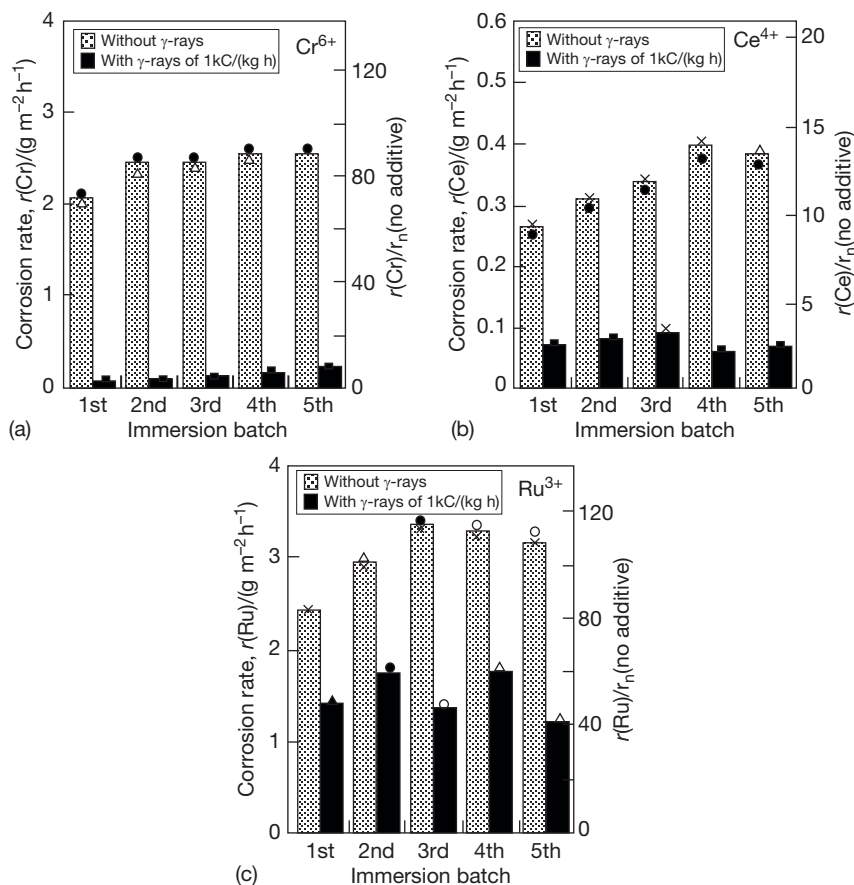 4
3
2
1
0
Corrosion rate, r(Cr)/(g m⁻² h⁻¹)
Without γ-rays
With γ-rays of 1kC/(kg h)
Cr⁶⁺
120
80
40
0
r(Cr)/rₙ(no additive)
1st 2nd 3rd 4th 5th
Immersion batch
(a)
0.6
0.5
0.4
0.3
0.2
0.1
0
Corrosion rate, r(Ce)/(g m⁻² h⁻¹)
Without γ-rays
With γ-rays of 1kC/(kg h)
Ce⁴⁺
20
15
10
5
0
r(Ce)/rₙ(no additive)
1st 2nd 3rd 4th 5th
Immersion batch
(b)
4
3
2
1
0
Corrosion rate, r(Ru)/(g m⁻² h⁻¹)
Without γ-rays
With γ-rays of 1kC/(kg h)
Ru³⁺
120
80
40
0
r(Ru)/rₙ(no additive)
1st 2nd 3rd 4th 5th
Immersion batch
(c)